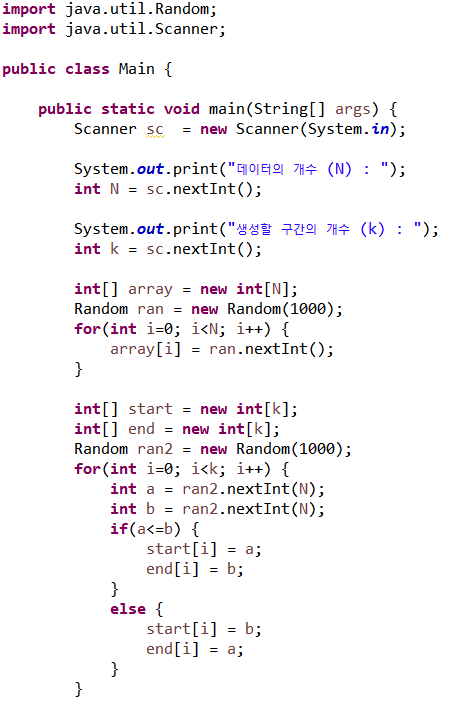 import java.util.Random;
import java.util.Scanner;

public class Main {

    public static void main(String[] args) {
        Scanner sc  = new Scanner(System.in);

        System.out.print("데이터의 개수 (N) : ");
        int N = sc.nextInt();

        System.out.print("생성할 구간의 개수 (k) : ");
        int k = sc.nextInt();

        int[] array = new int[N];
        Random ran = new Random(1000);
        for(int i=0; i<N; i++) {
            array[i] = ran.nextInt();
        }

        int[] start = new int[k];
        int[] end = new int[k];
        Random ran2 = new Random(1000);
        for(int i=0; i<k; i++) {
            int a = ran2.nextInt(N);
            int b = ran2.nextInt(N);
            if(a<=b) {
                start[i] = a;
                end[i] = b;
            }
            else {
                start[i] = b;
                end[i] = a;
            }
        }